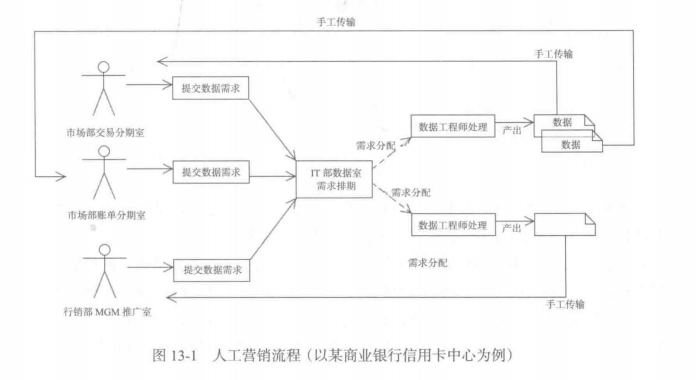 手工传输
手工传输
提交数据需求
市场部交易分期室
数据工程师处理
产出
数据
数据
需求分配
提交数据需求
市场部账单分期室
IT 部数据室
需求排期
需求分配
提交数据需求
行销部 MGM 推广室
数据工程师处理
产出
需求分配
手工传输
图 13-1 人工营销流程（以某商业银行信用卡中心为例）